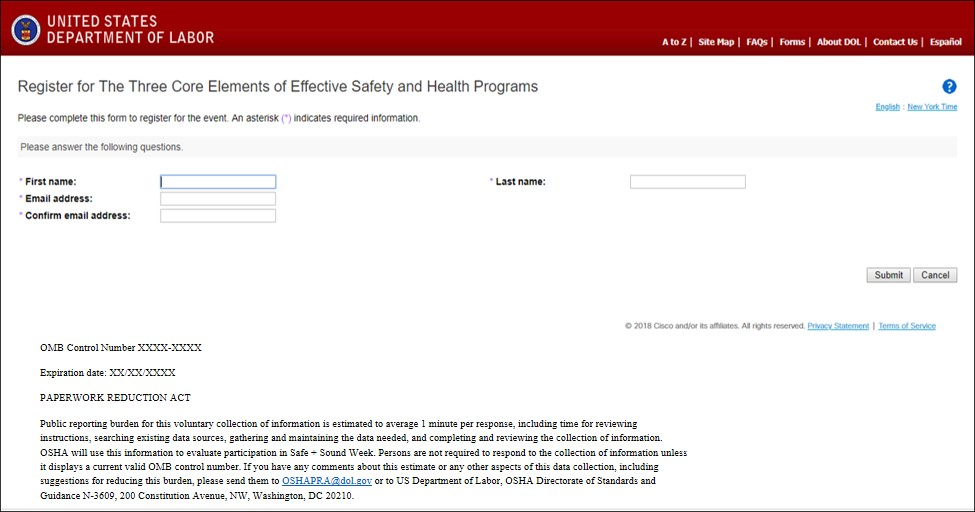 UNITED STATES
DEPARTMENT OF LABOR
A to Z | Site Map | FAQs | Forms | About DOL | Contact Us | Español
Register for The Three Core Elements of Effective Safety and Health Programs
?
English : New York Time
Please complete this form to register for the event. An asterisk (*) indicates required information.
Please answer the following questions.
* First name:
* Last name:
* Email address:
* Confirm email address:
Submit Cancel
© 2018 Cisco and/or its affiliates. All rights reserved. Privacy Statement | Terms of Service
OMB Control Number XXXX-XXXX
Expiration date: XX/XX/XXXX
PAPERWORK REDUCTION ACT
Public reporting burden for this voluntary collection of information is estimated to average 1 minute per response, including time for reviewing
instructions, searching existing data sources, gathering and maintaining the data needed, and completing and reviewing the collection of information.
OSHA will use this information to evaluate participation in Safe + Sound Week. Persons are not required to respond to the collection of information unless
it displays a current valid OMB control number. If you have any comments about this estimate or any other aspects of this data collection, including
suggestions for reducing this burden, please send them to OSHAPRA@dol.gov or to US Department of Labor, OSHA Directorate of Standards and
Guidance N-3609, 200 Constitution Avenue, NW, Washington, DC 20210.